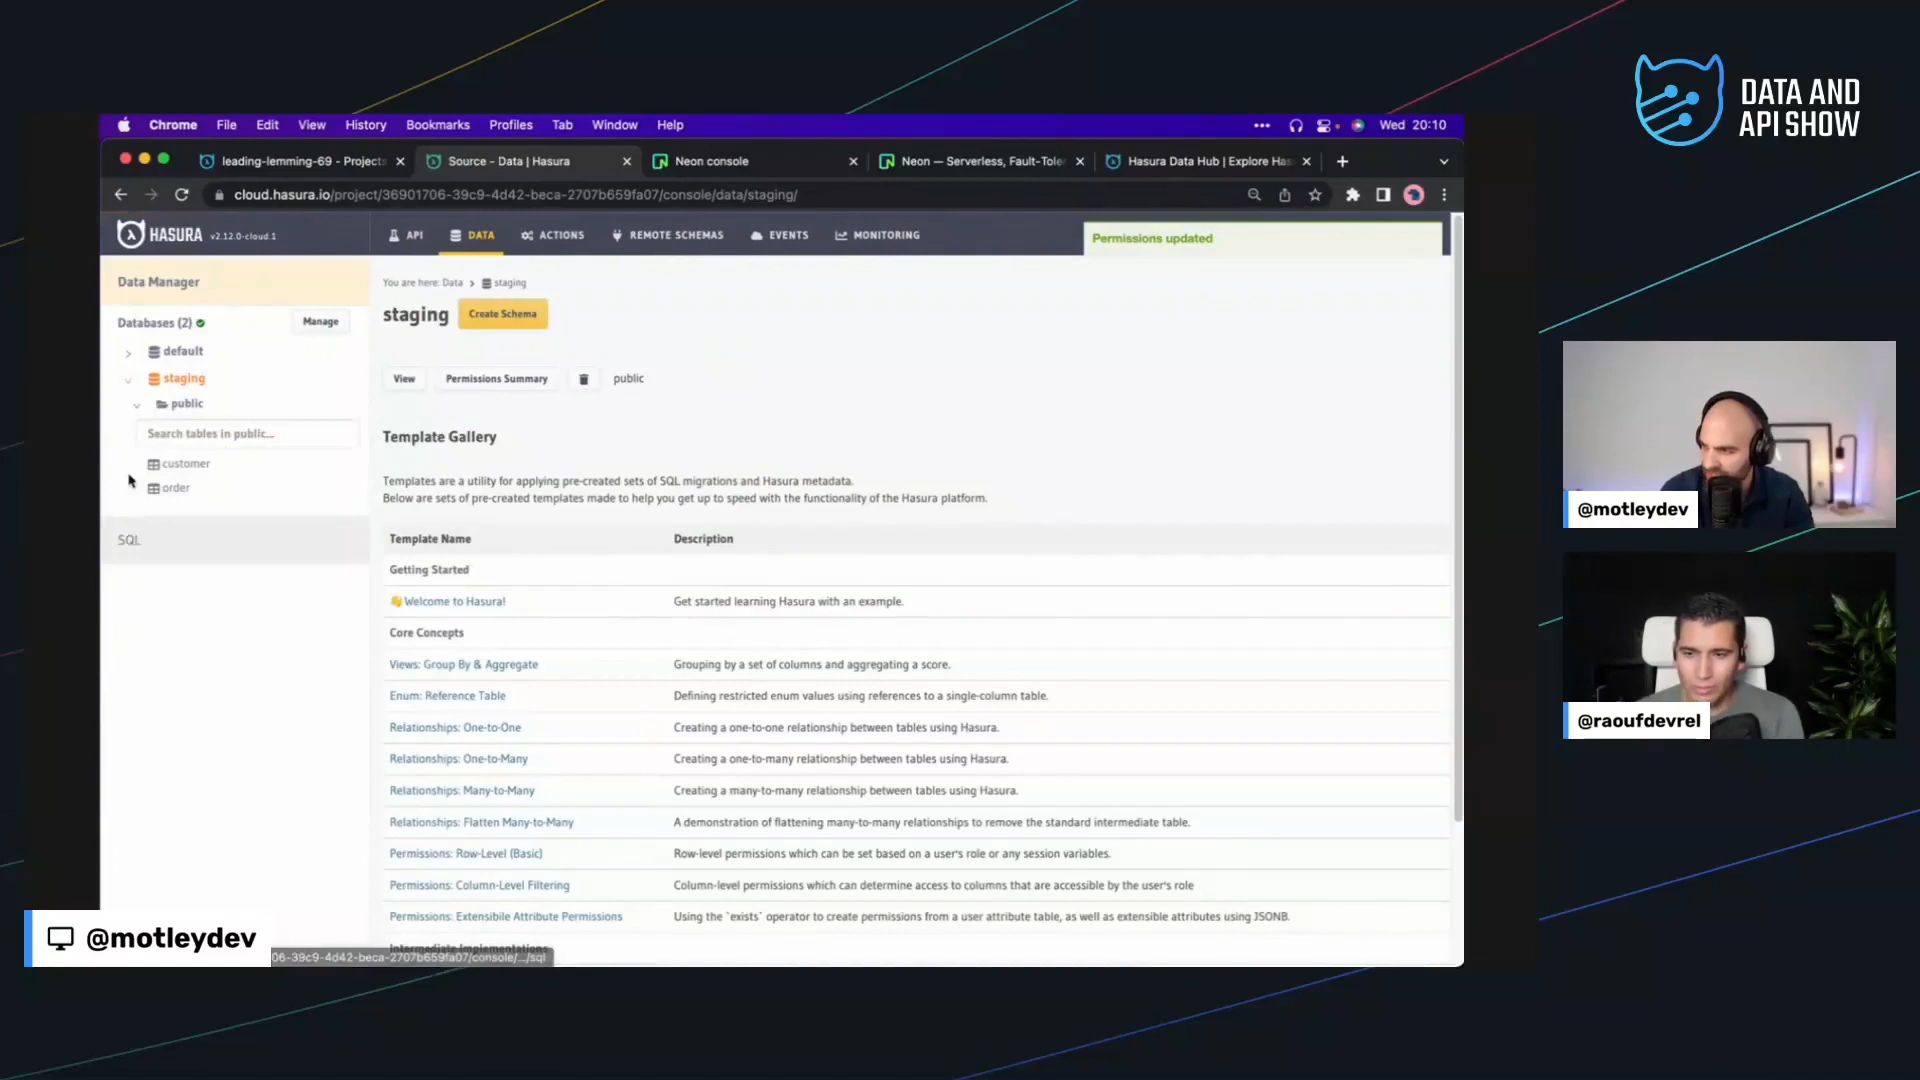 DATA AND
API SHOW
Chrome File Edit View History Bookmarks Profiles Tab Window Help
Wed 20:10
leading-lemming-69 - Projects
Source - Data | Hasura
Neon console
Neon — Serverless, Fault-Toler
Hasura Data Hub | Explore Has
cloud.hasura.io/project/36901706-39c9-4d42-beca-2707b659fa07/console/data/staging/
HASURA v2.12.0-cloud.1
API DATA ACTIONS REMOTE SCHEMAS EVENTS MONITORING
Permissions updated
Data Manager
Databases (2)
Manage
default
staging
public
Search tables in public...
customer
order
SQL
You are here: Data > staging
staging
Create Schema
View
Permissions Summary
public
Template Gallery
Templates are a utility for applying pre-created sets of SQL migrations and Hasura metadata.
Below are sets of pre-created templates made to help you get up to speed with the functionality of the Hasura platform.
Template Name Description
Getting Started
Welcome to Hasura! Get started learning Hasura with an example.
Core Concepts
Views: Group By & Aggregate Grouping by a set of columns and aggregating a score.
Enum: Reference Table Defining restricted enum values using references to a single-column table.
Relationships: One-to-One Creating a one-to-one relationship between tables using Hasura.
Relationships: One-to-Many Creating a one-to-many relationship between tables using Hasura.
Relationships: Many-to-Many Creating a many-to-many relationship between tables using Hasura.
Relationships: Flatten Many-to-Many A demonstration of flattening many-to-many relationships to remove the standard intermediate table.
Permissions: Row-Level (Basic) Row-level permissions which can be set based on a user's role or any session variables.
Permissions: Column-Level Filtering Column-level permissions which can determine access to columns that are accessible by the user's role
Permissions: Extensibile Attribute Permissions Using the `exists` operator to create permissions from a user attribute table, as well as extensible attributes using JSONB.
Intermediate Implementations
06-39c9-4d42-beca-2707b659fa07/console/.../sql
@motleydev
@motleydev
@raoufdevrel